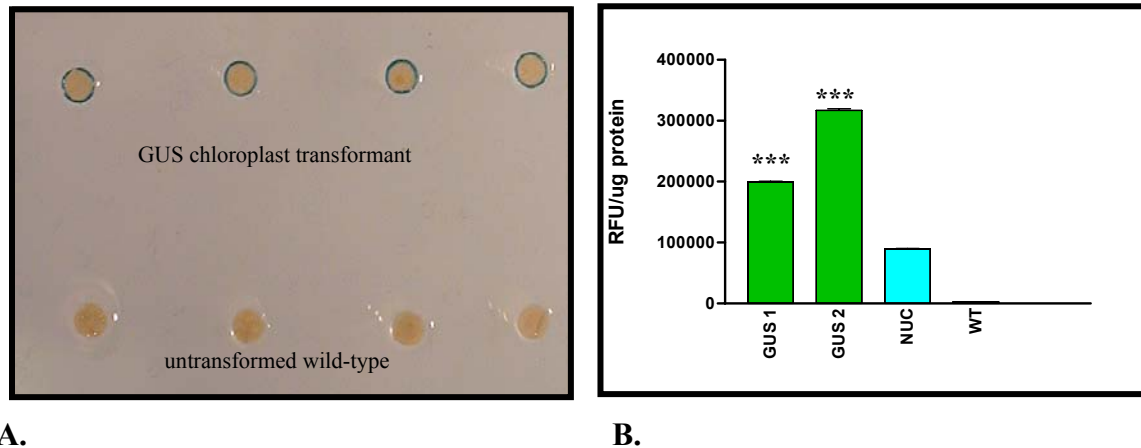 GUS chloroplast transformant
untransformed wild-type
A.
RFU/ug protein
400000
300000
200000
100000
0
***
***
GUS 1
GUS 2
NUC
WT
B.